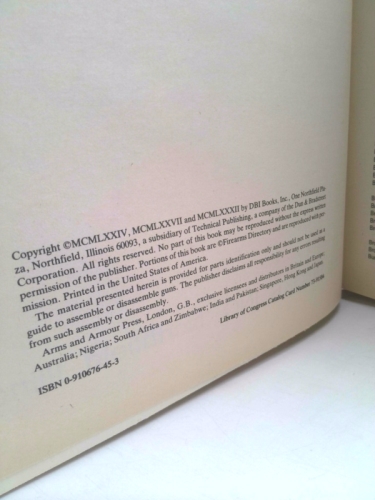 Copyright ©MCMLXXIV, MCMLXXVII and MCMLXXXII by DBI Books, Inc., One Northfield Pla
za, Northfield, Illinois 60093, a subsidiary of Technical Publishing, a company of the Dun & Bradstreet
Corporation. All rights reserved. No part of this book may be reproduced without the express written
permission of the publisher. Portions of this book are ©Firearms Directory and are reproduced with per-
mission. Printed in the United States of America.
The material presented herein is provided for parts identification only and should not be used as a
guide to assemble or disassemble guns. The publisher disclaims all responsibility for any events resulting
from such assembly or disassembly.
Arms and Armour Press, London, G.B., exclusive licensees and distributors in Britain and Europe;
Australia; Nigeria; South Africa and Zimbabwe; India and Pakistan; Singapore, Hong Kong and Japan.
ISBN 0-910676-45-3
Library of Congress Catalog Card Number